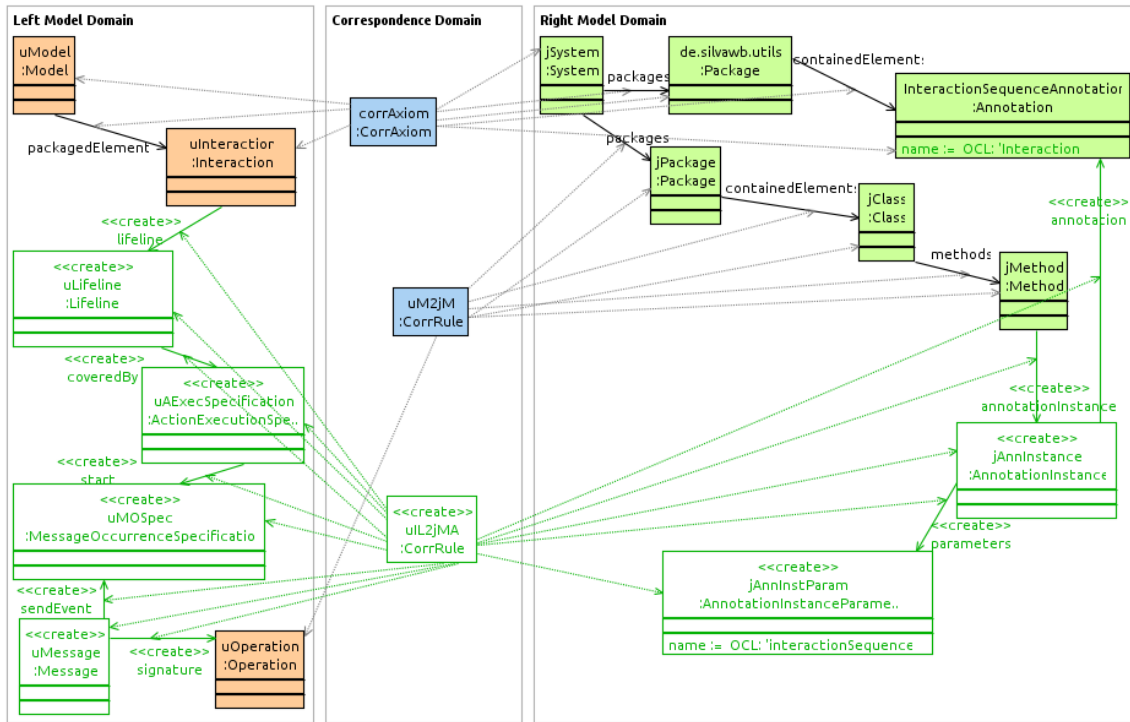 Left Model Domain
uModel
:Model
packagedElement
uInteractior
:Interaction
<<create>>
lifeline
<<create>>
uLifeline
:Lifeline
<<create>>
coveredBy
<<create>>
uAExecSpecification
:ActionExecutionSpe..
<<create>>
start
<<create>>
uMOSpec
:MessageOccurrenceSpecificatio
<<create>>
sendEvent
<<create>>
uMessage
:Message
<<create>>
signature
uOperation
:Operation
Correspondence Domain
corrAxiom
:CorrAxiom
uM2jM
:CorrRule
<<create>>
uIL2jMA
:CorrRule
Right Model Domain
jSystem
:System
packages
de.silvawb.utils
:Package
containedElement:
InteractionSequenceAnnotation
:Annotation
name := OCL: 'Interaction
packages
jPackage
:Package
containedElement:
jClass
:Class
methods
jMethod
:Method
<<create>>
annotation
<<create>>
annotationInstance
<<create>>
jAnnInstance
:AnnotationInstance
<<create>>
parameters
<<create>>
jAnnInstParam
:AnnotationInstanceParame..
name := OCL: 'interactionSequence